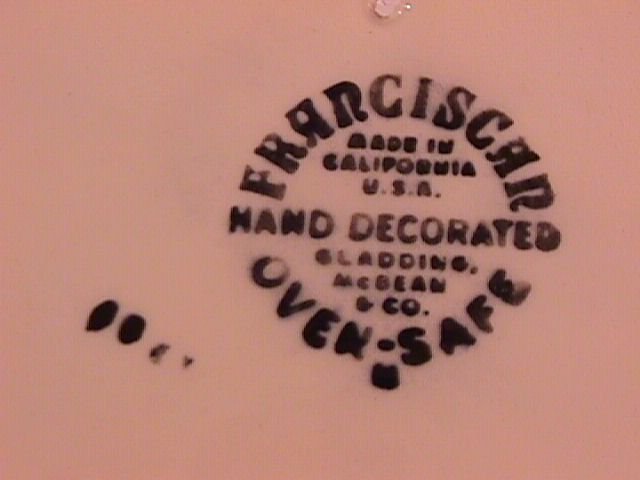 FRANCISCAN
MADE IN
CALIFORNIA
U.S.A.
HAND DECORATED
GLADDING,
McBEAN
& CO.
OVEN-SAFE